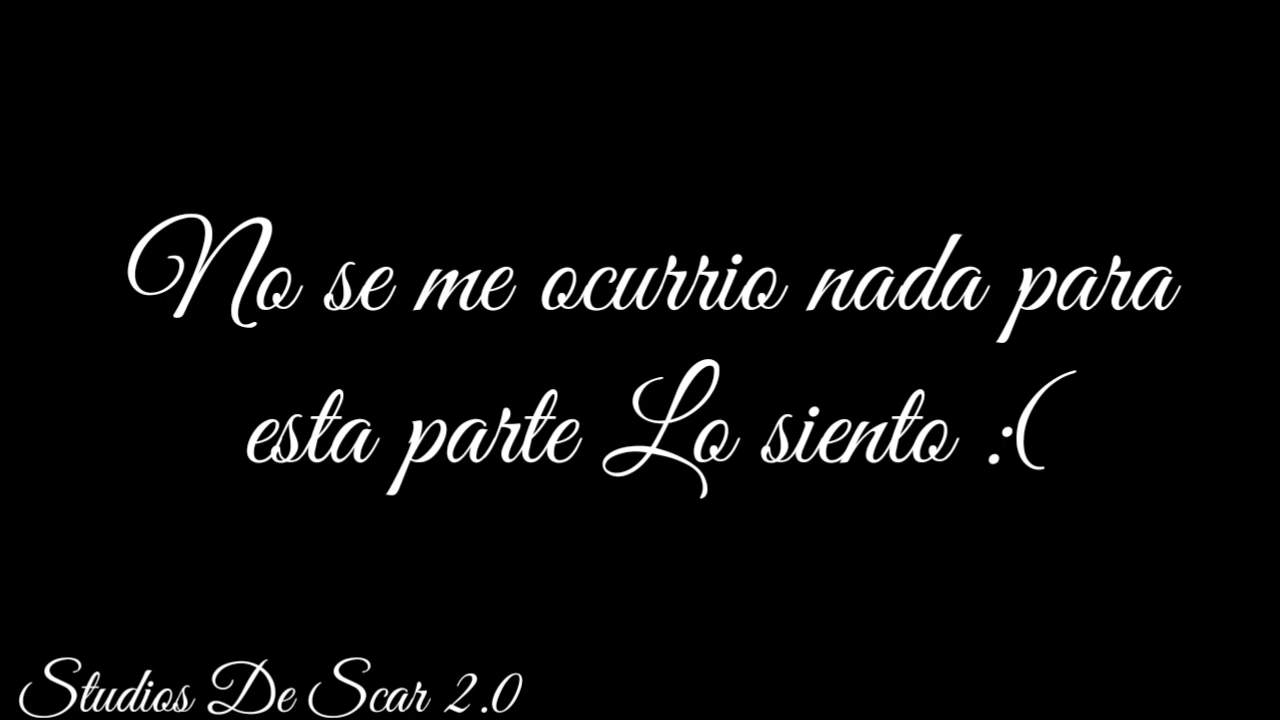 No se me ocurrio nada para
esta parte Lo siento :(
Studios De Scar 2.0